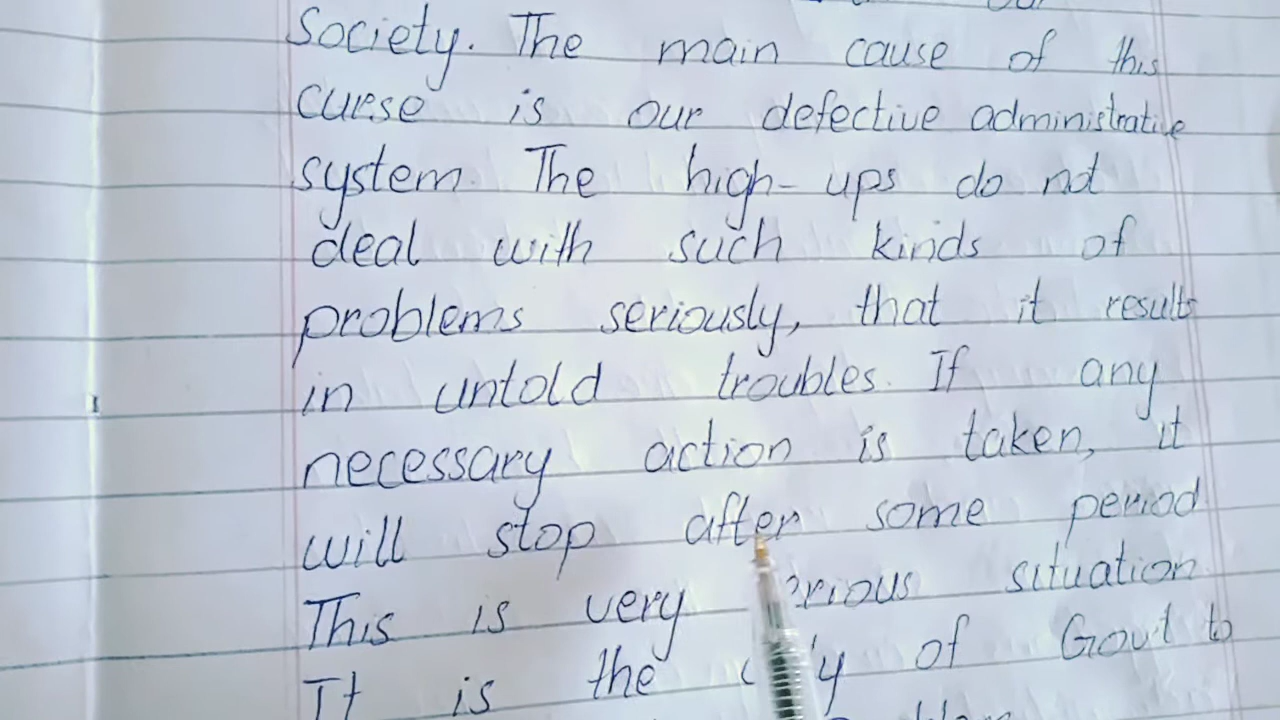 Society. The main cause of this
curse is our defective administrative
system. The high-ups do not
deal with such kinds of
problems seriously, that it results
in untold troubles. If any
necessary action is taken, it
will stop after some period.
This is very situation.
It is the of Govt to